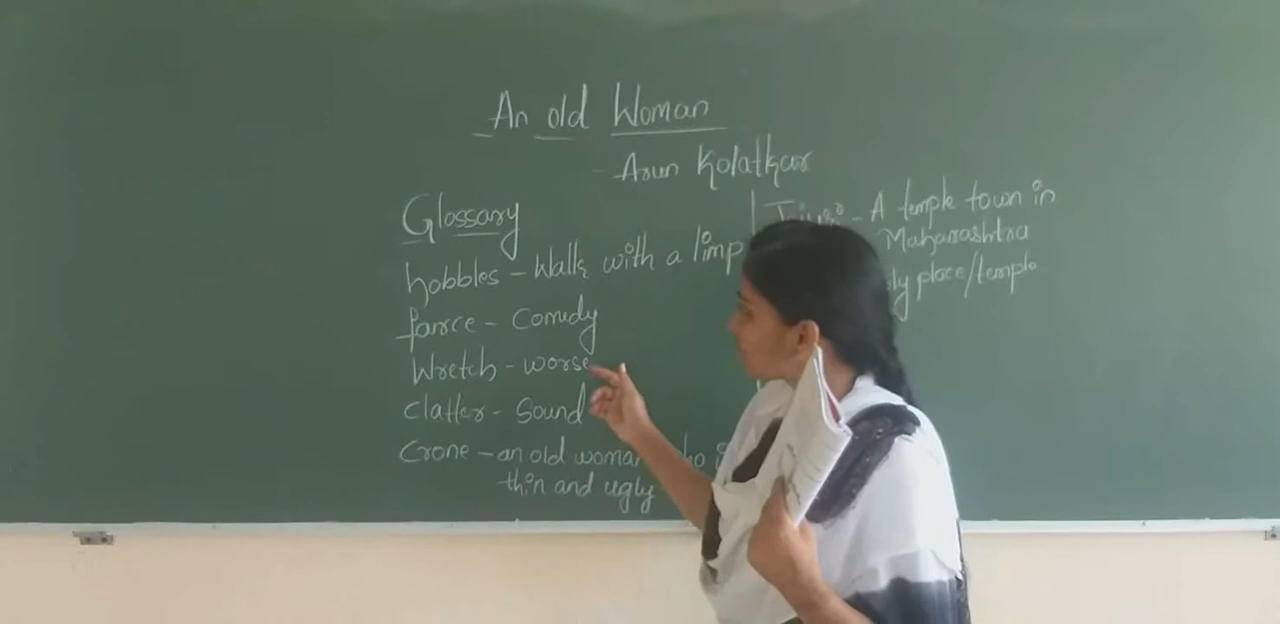 An old Woman
- Arun Kolatkar
Glossary
hobbles - Walk with a limp
farce - Comedy
Wretch - worse
Clatter - Sound
Crone - an old woman
thin and ugly
- A temple town in
Maharashtra
place/temple